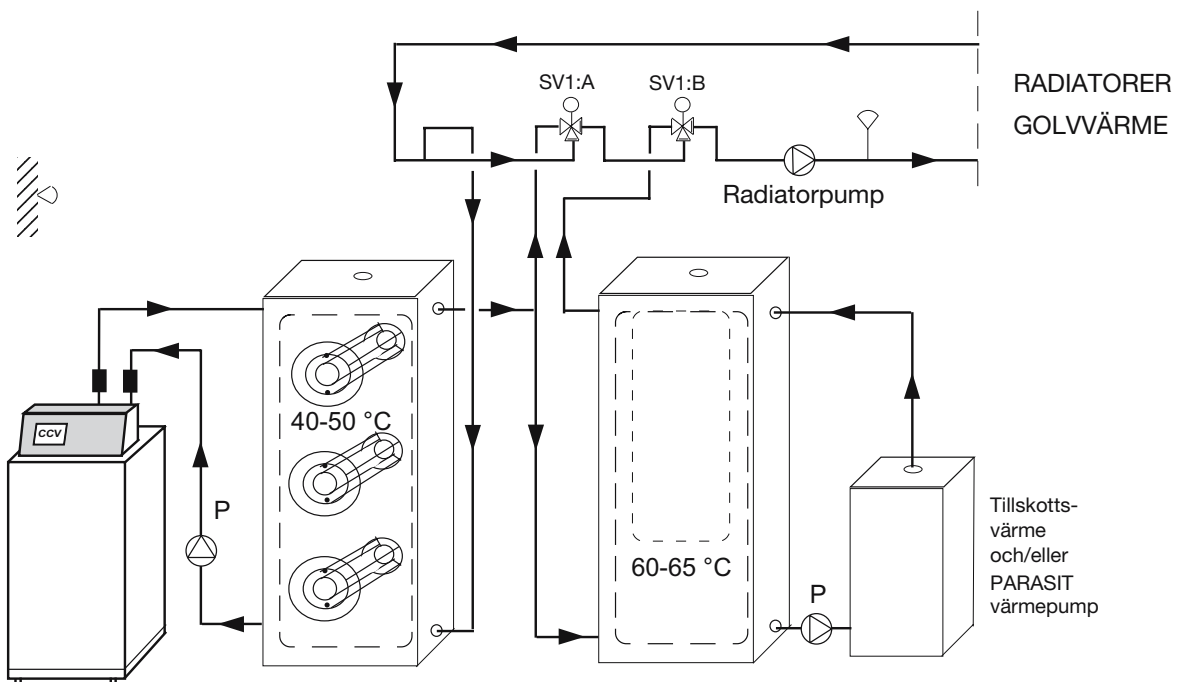 SV1:A
SV1:B
RADIATORER
GOLVVÄRME
Radiatorpump
CCV
P
40-50 °C
60-65 °C
P
Tillskotts-
värme
och/eller
PARASIT
värmepump